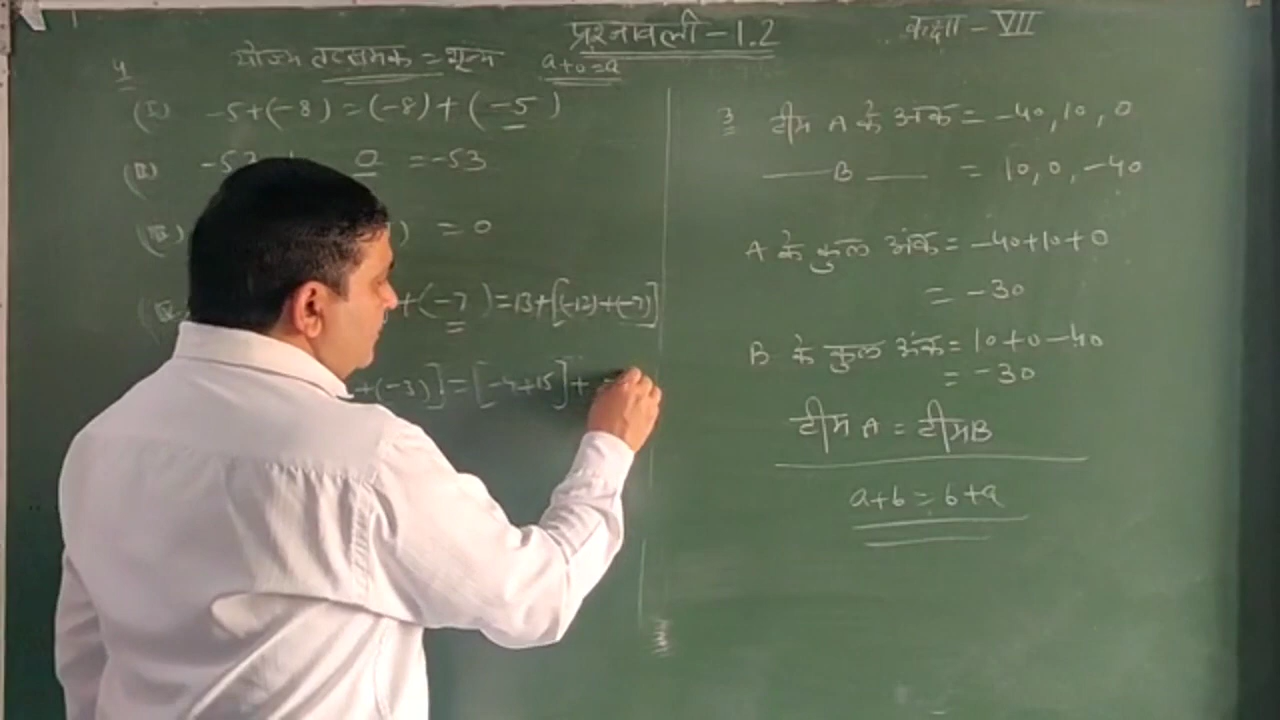 प्रश्नावली - 1.2
कक्षा - VII
योज्य तत्समक = शून्य a+0=a
4
(I) -5+(-8) = (-8) + (-5)
(II) -53 0 = -53
(III) ) = 0
+(-7) = 13+[(-12)+(-7)]
+(-3)] = [-4+15]+
3 टीम A के अंक = -40, 10, 0
B = 10, 0, -40
A के कुल अंक = -40+10+0
= -30
B के कुल अंक = 10+0-40
= -30
टीम A = टीम B
a+b = b+a